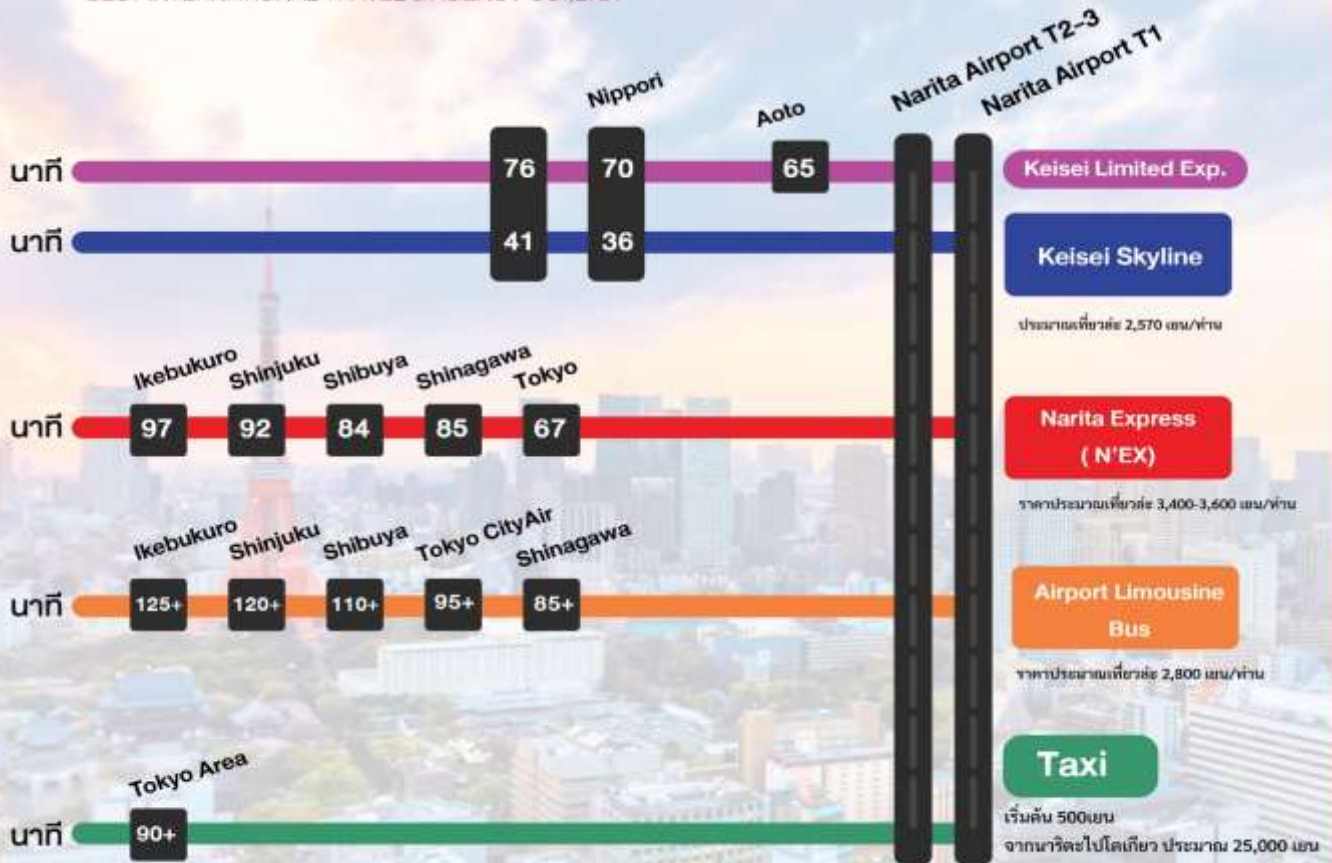 Narita Airport T2-3
Narita Airport T1
Nippori
Aoto
นาที
76
70
65
Keisei Limited Exp.
นาที
41
36
Keisei Skyline
ประมาณเที่ยวล่ะ 2,570 เยน/ท่าน
Ikebukuro
Shinjuku
Shibuya
Shinagawa
Tokyo
นาที
97
92
84
85
67
Narita Express
( N'EX)
ราคาประมาณเที่ยวล่ะ 3,400-3,600 เยน/ท่าน
Ikebukuro
Shinjuku
Shibuya
Tokyo CityAir
Shinagawa
นาที
125+
120+
110+
95+
85+
Airport Limousine
Bus
ราคาประมาณเที่ยวล่ะ 2,800 เยน/ท่าน
Tokyo Area
นาที
90+
Taxi
เริ่มต้น 500เยน
จากนาริตะไปโตเกียว ประมาณ 25,000 เยน